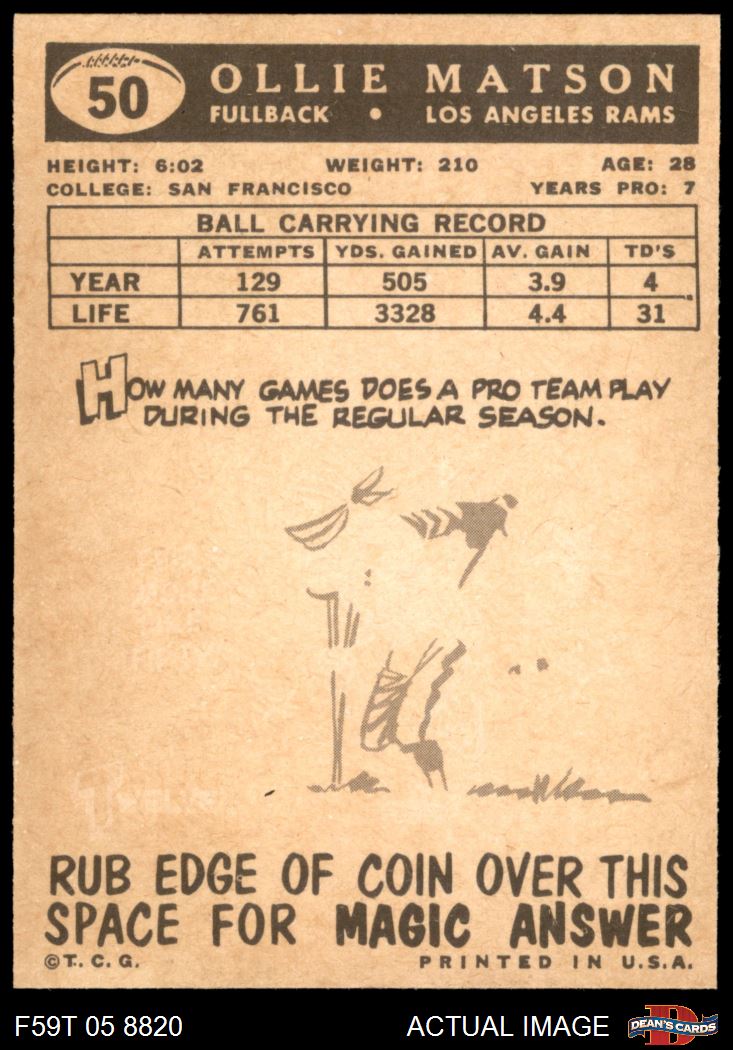 50
OLLIE MATSON
FULLBACK • LOS ANGELES RAMS
HEIGHT: 6:02 WEIGHT: 210 AGE: 28
COLLEGE: SAN FRANCISCO YEARS PRO: 7
BALL CARRYING RECORD
ATTEMPTS YDS. GAINED AV. GAIN TD'S
YEAR 129 505 3.9 4
LIFE 761 3328 4.4 31
HOW MANY GAMES DOES A PRO TEAM PLAY
DURING THE REGULAR SEASON.
RUB EDGE OF COIN OVER THIS
SPACE FOR MAGIC ANSWER
©T. C. G. PRINTED IN U.S.A.
F59T 05 8820 ACTUAL IMAGE DEAN'S CARDS